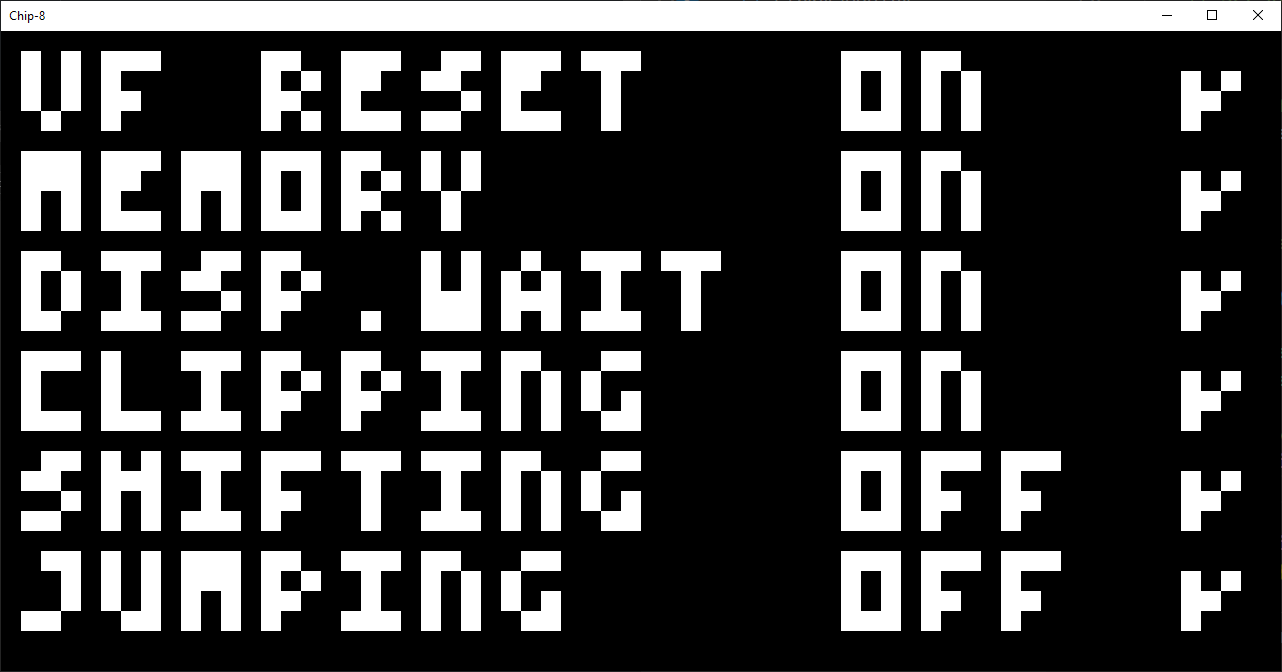 Chip-8
VF RESET ON ✓
MEMORY ON ✓
DISP.WAIT ON ✓
CLIPPING ON ✓
SHIFTING OFF ✓
JUMPING OFF ✓